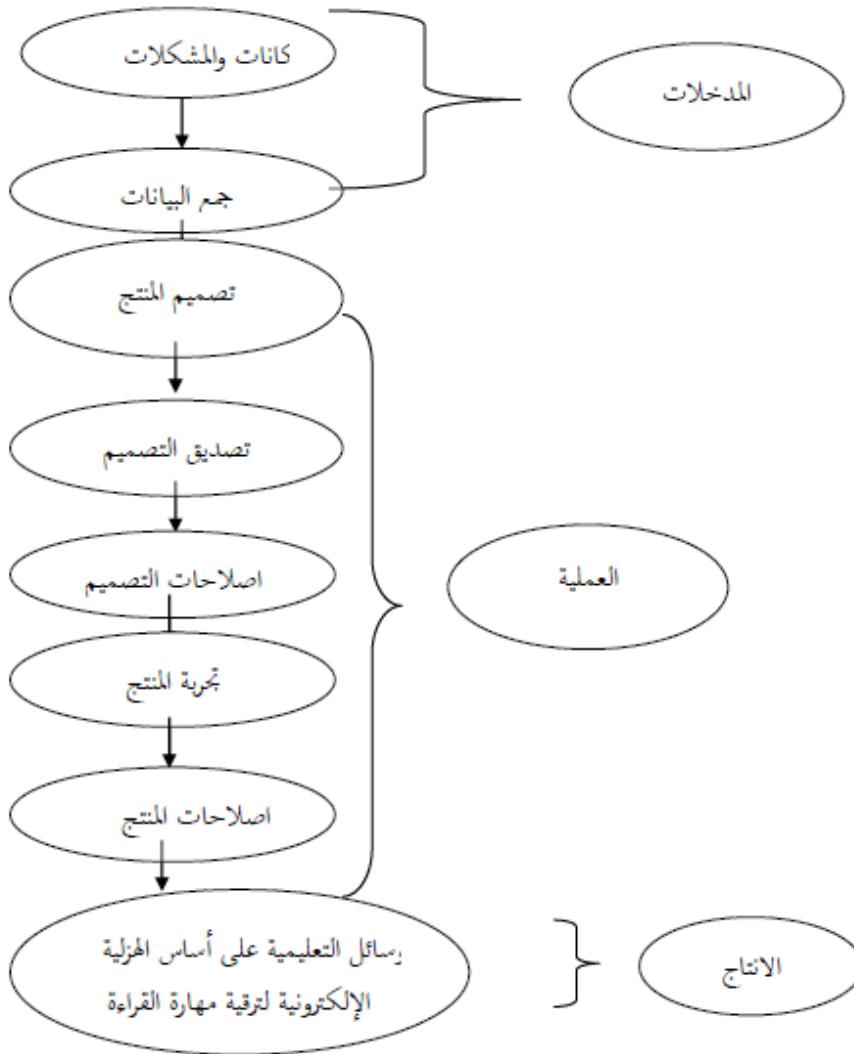 كانات والمشكلات
المدخلات
جمع البيانات
تصميم المنتج
تصديق التصميم
اصلاحات التصميم
العملية
تجربة المنتج
اصلاحات المنتج
رسائل التعليمية على أساس الهزلية
الإلكترونية لترقية مهارة القراءة
الانتاج